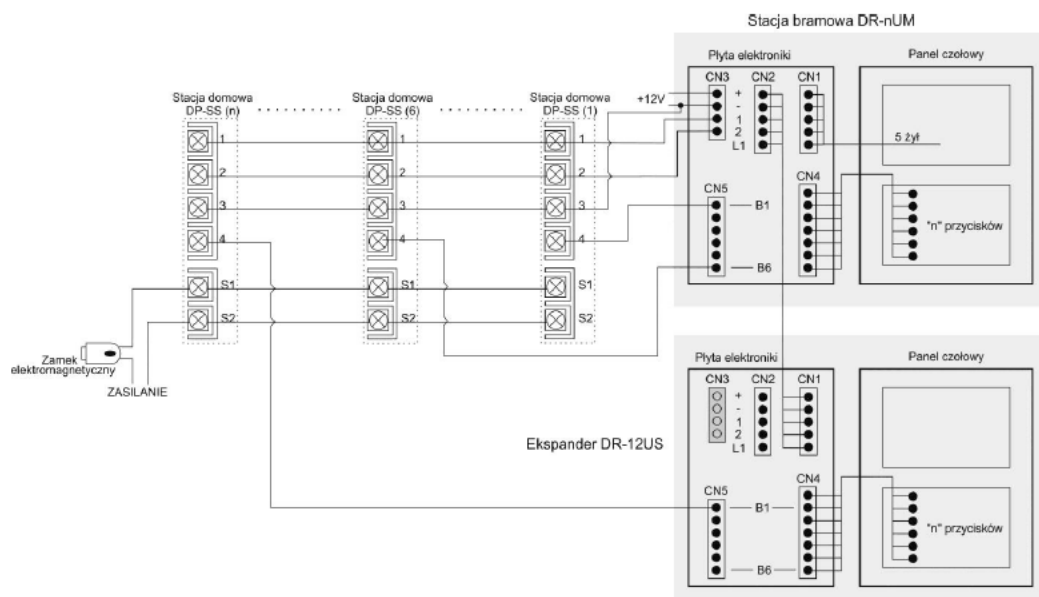 Stacja bramowa DR-nUM
Płyta elektroniki
Panel czołowy
CN3
CN2
CN1
+
-
1
2
L1
+12V
5 żył
CN5
CN4
B1
B6
"n" przycisków
Stacja domowa
DP-SS (n)
Stacja domowa
DP-SS (6)
Stacja domowa
DP-SS (1)
1
1
1
2
2
2
3
3
3
4
4
4
S1
S1
S1
S2
S2
S2
Zamek
elektromagnetyczny
ZASILANIE
Ekspander DR-12US
Płyta elektroniki
Panel czołowy
CN3
CN2
CN1
+
-
1
2
L1
CN5
CN4
B1
B6
"n" przycisków